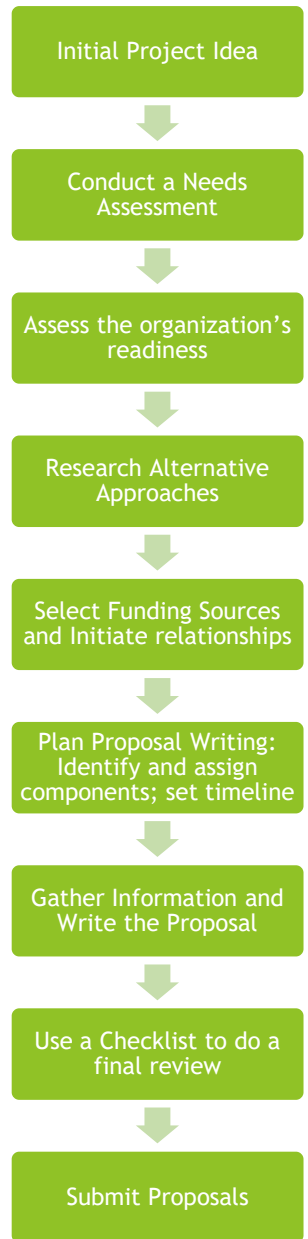 Initial Project Idea
Conduct a Needs
Assessment
Assess the organization's
readiness
Research Alternative
Approaches
Select Funding Sources
and Initiate relationships
Plan Proposal Writing:
Identify and assign
components; set timeline
Gather Information and
Write the Proposal
Use a Checklist to do a
final review
Submit Proposals